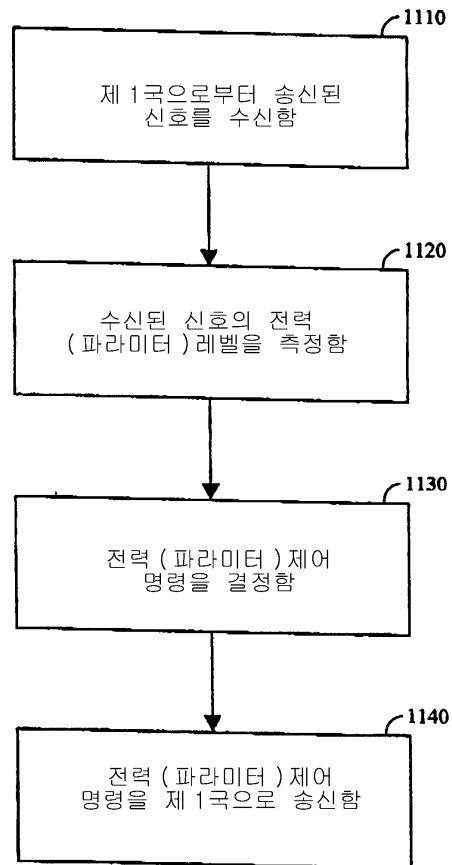 1110
제 1국으로부터 송신된
신호를 수신함
1120
수신된 신호의 전력
(파라미터)레벨을 측정함
1130
전력(파라미터)제어
명령을 결정함
1140
전력(파라미터)제어
명령을 제 1국으로 송신함